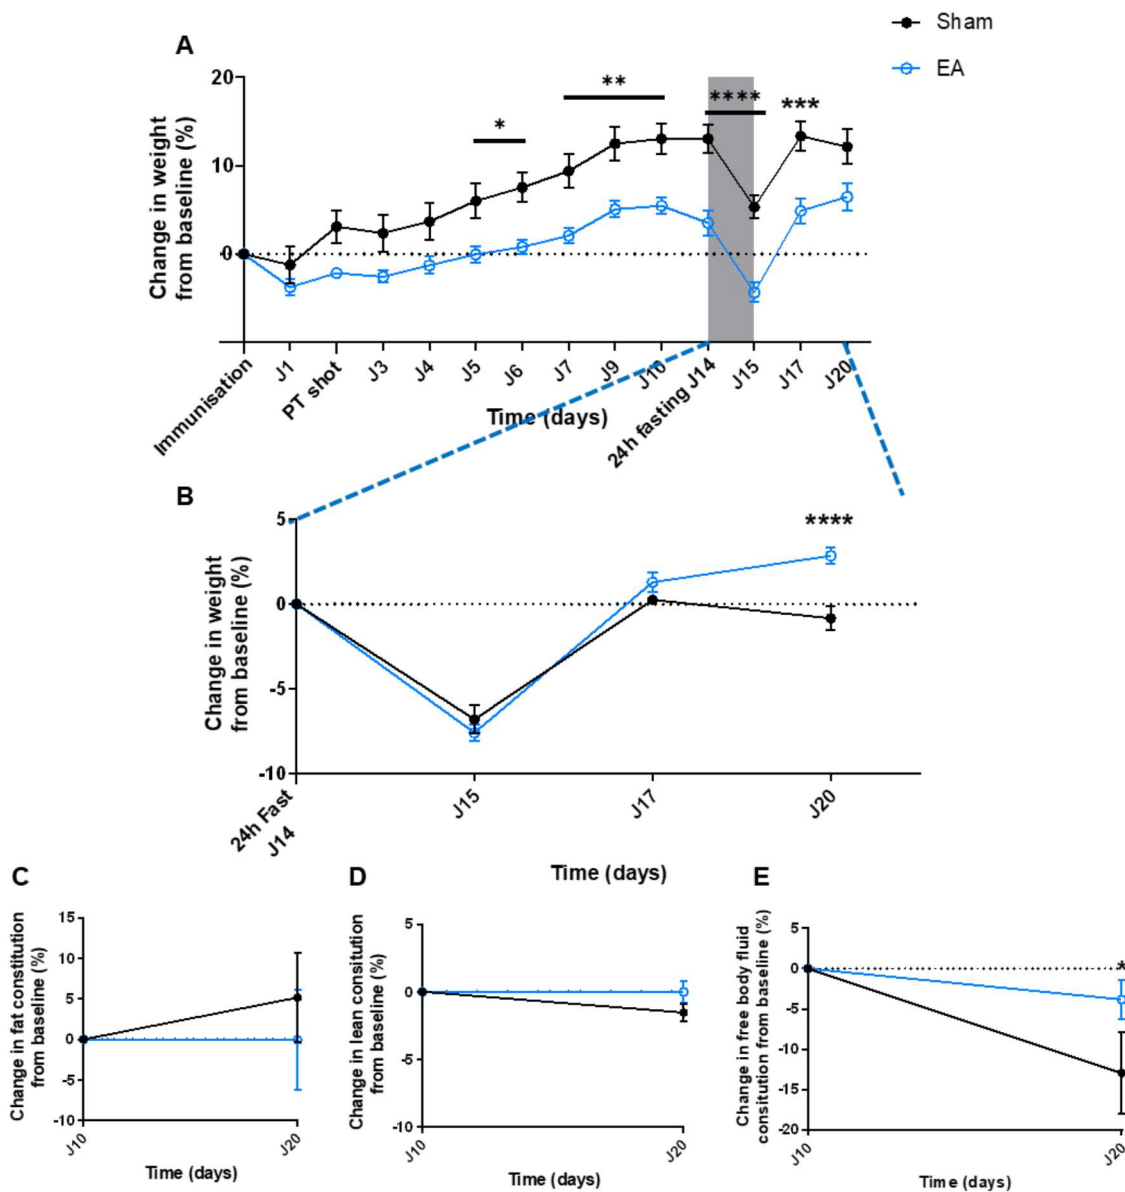 Sham
EA
A
Change in weight
from baseline (%)
20
10
0
*
**
****
***
Immunisation
J1
PT shot
J3
J4
J5
J6
J7
J9
J10
24h fasting J14
J15
J17
J20
Time (days)
B
Change in weight
from baseline (%)
5
0
-5
-10
****
24h Fast
J14
J15
J17
J20
Time (days)
C
Change in fat constitution
from baseline (%)
15
10
5
0
-5
-10
J10
J20
Time (days)
D
Change in lean consitution
from baseline (%)
5
0
-5
-10
J10
J20
Time (days)
E
Change in free body fluid
consitution from baseline (%)
5
0
-5
-10
-15
-20
*
J10
J20
Time (days)